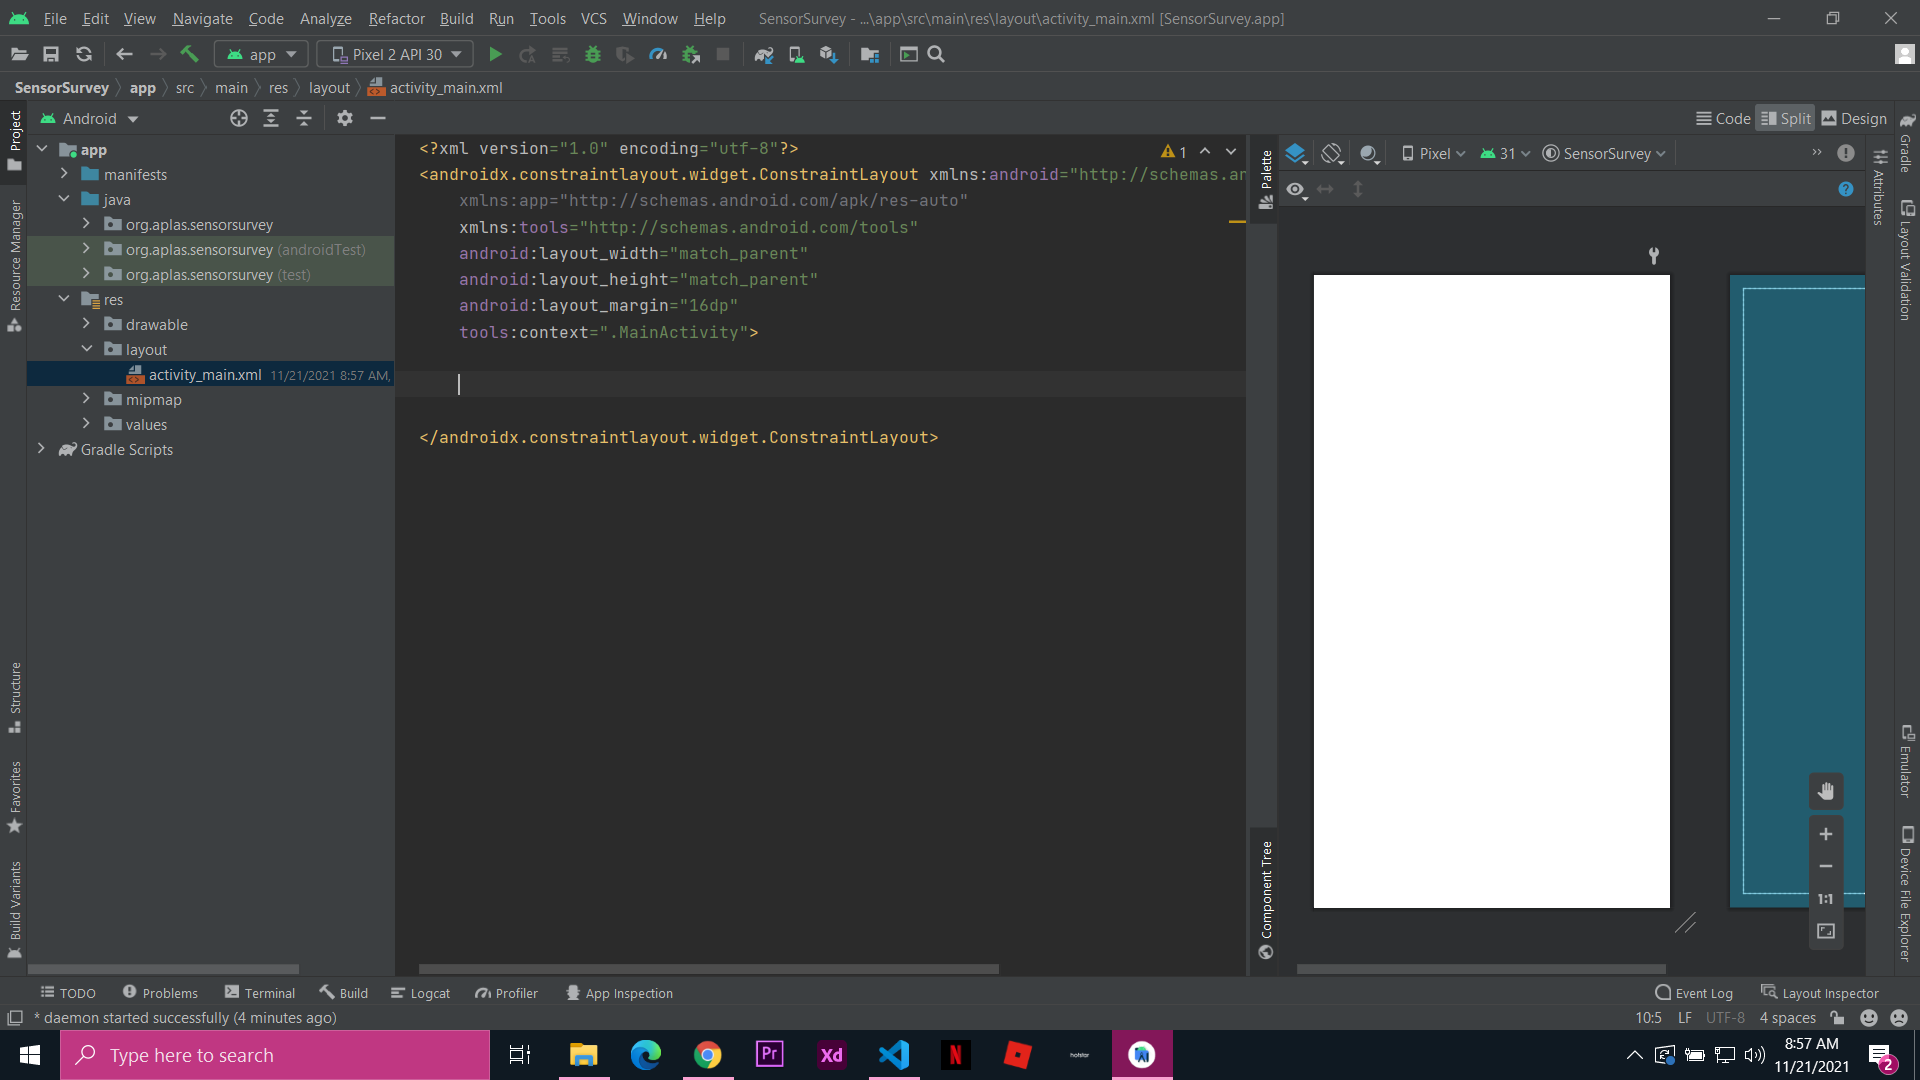 File Edit View Navigate Code Analyze Refactor Build Run Tools VCS Window Help SensorSurvey - ...\app\src\main\res\layout\activity_main.xml [SensorSurvey.app]
app Pixel 2 API 30
SensorSurvey app src main res layout activity_main.xml
Android
Code Split Design
Project
Resource Manager
Structure
Favorites
Build Variants
app
manifests
java
org.aplas.sensorsurvey
org.aplas.sensorsurvey (androidTest)
org.aplas.sensorsurvey (test)
res
drawable
layout
activity_main.xml 11/21/2021 8:57 AM,
mipmap
values
Gradle Scripts
<?xml version="1.0" encoding="utf-8"?>
<androidx.constraintlayout.widget.ConstraintLayout xmlns:android="http://schemas.an
xmlns:app="http://schemas.android.com/apk/res-auto"
xmlns:tools="http://schemas.android.com/tools"
android:layout_width="match_parent"
android:layout_height="match_parent"
android:layout_margin="16dp"
tools:context=".MainActivity">
</androidx.constraintlayout.widget.ConstraintLayout>
1
Palette
Component Tree
Pixel 31 SensorSurvey
1:1
Attributes
Gradle
Layout Validation
Emulator
Device File Explorer
TODO Problems Terminal Build Logcat Profiler App Inspection Event Log Layout Inspector
* daemon started successfully (4 minutes ago) 10:5 LF UTF-8 4 spaces
Type here to search
Pr
Xd
N
hotstar
8:57 AM
11/21/2021
2